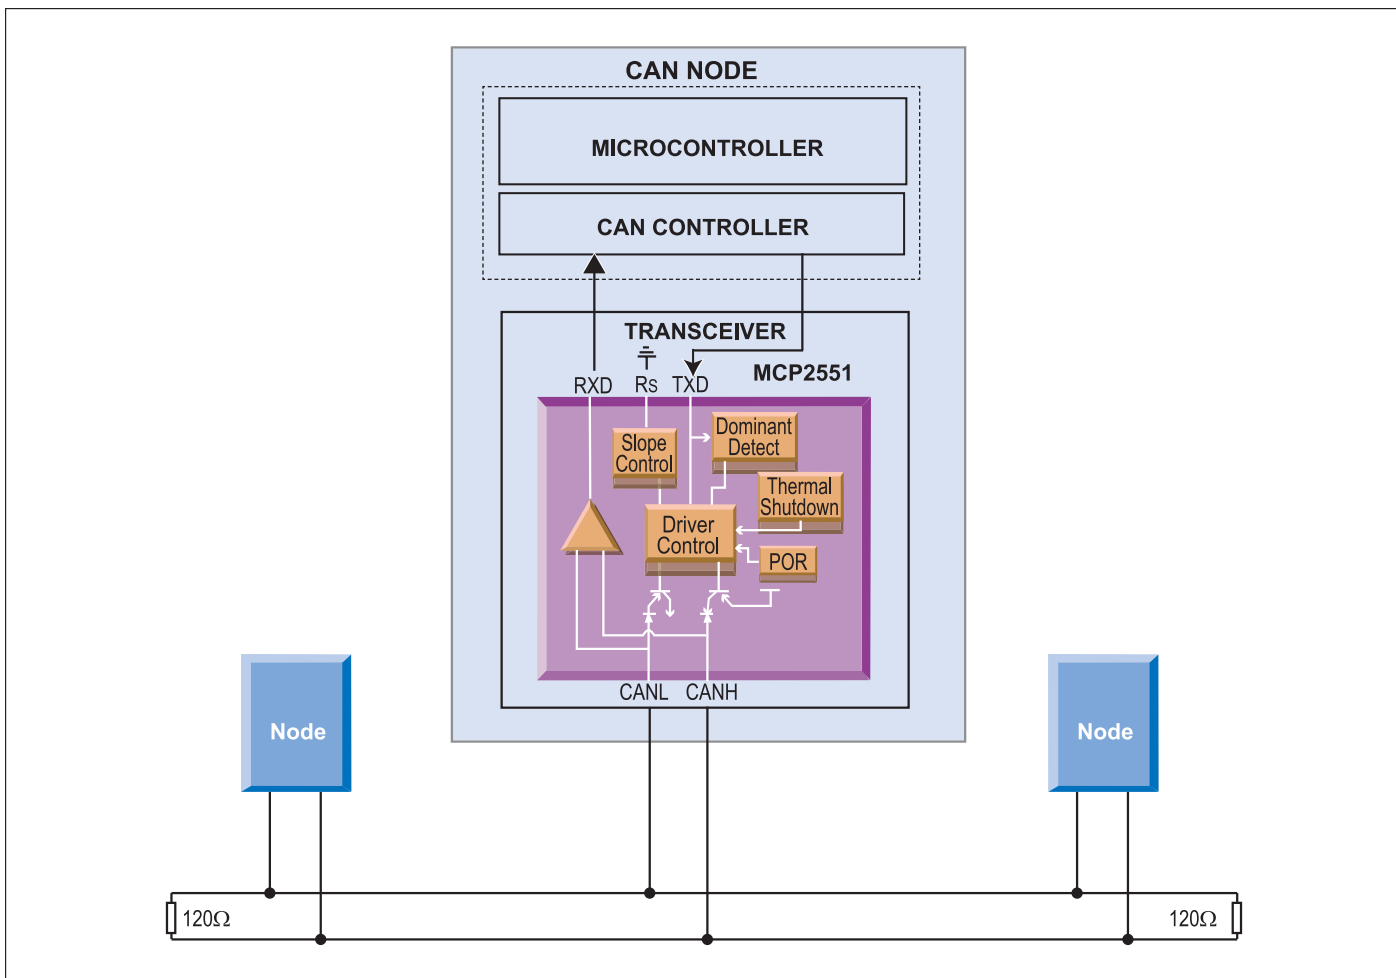 CAN NODE
MICROCONTROLLER
CAN CONTROLLER
TRANSCEIVER
MCP2551
RXD
RS
TXD
Slope
Control
Dominant
Detect
Thermal
Shutdown
Driver
Control
POR
CANL
CANH
Node
Node
120Ω
120Ω